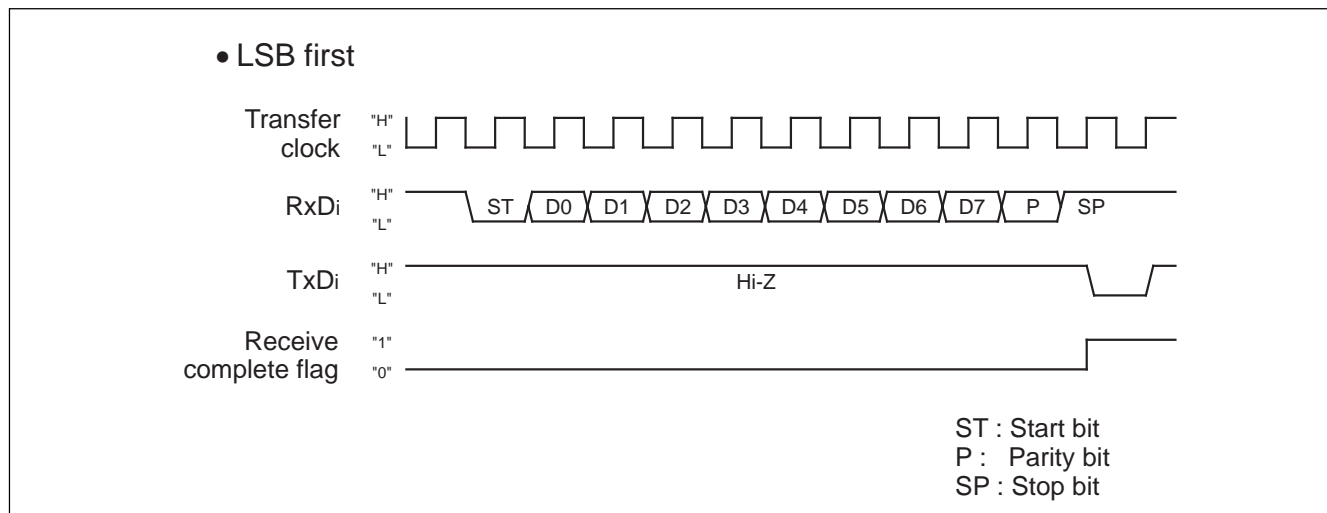 • LSB first
Transfer
clock
"H"
"L"
RxDi
"H"
"L"
ST D0 D1 D2 D3 D4 D5 D6 D7 P SP
TxDi
"H"
"L"
Hi-Z
Receive
complete flag
"1"
"0"
ST : Start bit
P : Parity bit
SP : Stop bit